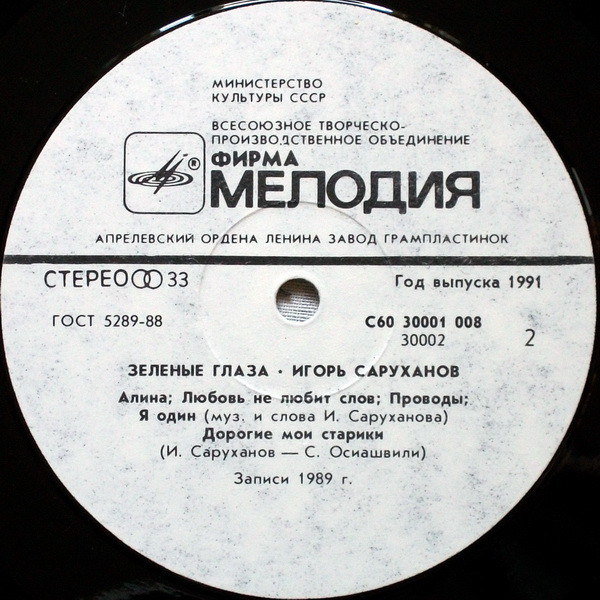 МИНИСТЕРСТВО
КУЛЬТУРЫ СССР
ВСЕСОЮЗНОЕ ТВОРЧЕСКО-
ПРОИЗВОДСТВЕННОЕ ОБЪЕДИНЕНИЕ
®
ФИРМА
МЕЛОДИЯ
АПРЕЛЕВСКИЙ ОРДЕНА ЛЕНИНА ЗАВОД ГРАМПЛАСТИНОК
СТЕРЕО 33
Год выпуска 1991
ГОСТ 5289-88
С60 30001 008
30002
2
ЗЕЛЕНЫЕ ГЛАЗА · ИГОРЬ САРУХАНОВ
Алина; Любовь не любит слов; Проводы;
Я один (муз. и слова И. Саруханова)
Дорогие мои старики
(И. Саруханов — С. Осиашвили)
Записи 1989 г.